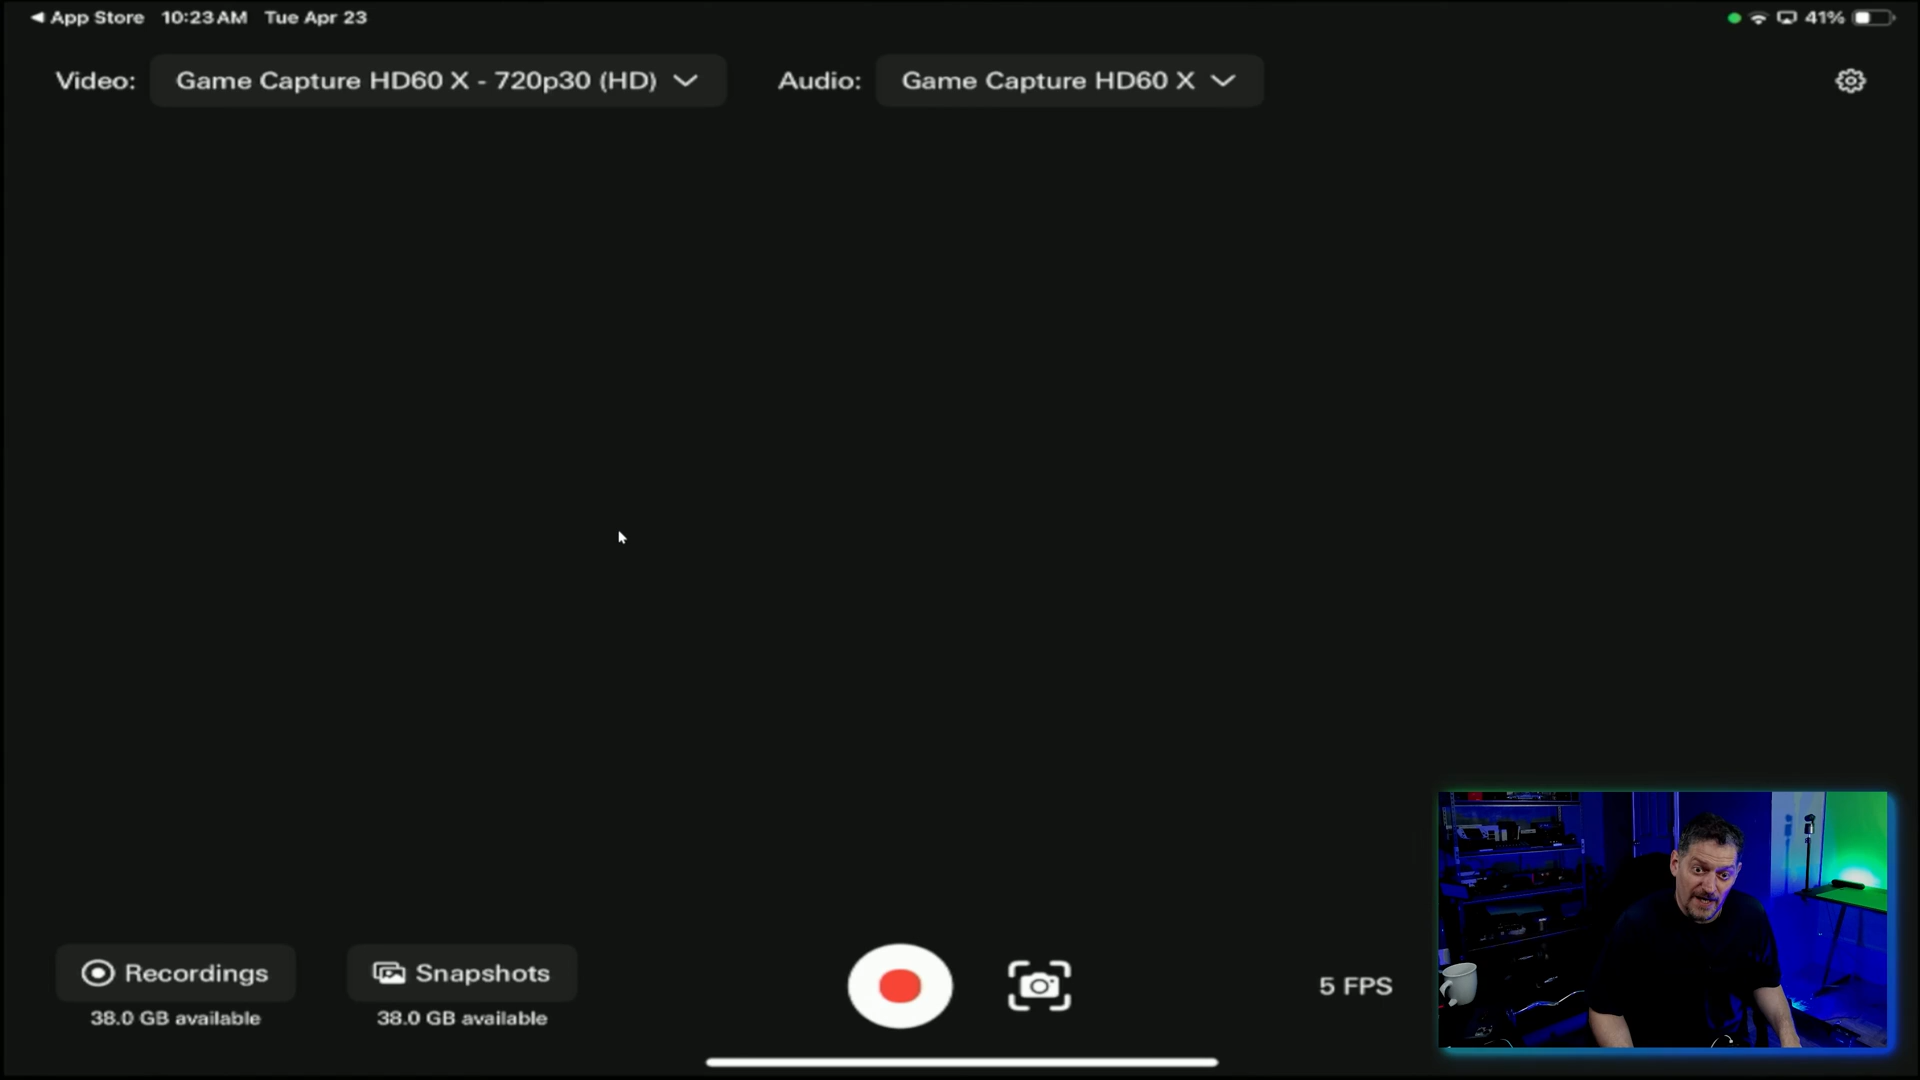 App Store 10:23 AM Tue Apr 23 41%
Video: Game Capture HD60 X - 720p30 (HD) Audio: Game Capture HD60 X
Recordings Snapshots
5 FPS
38.0 GB available 38.0 GB available